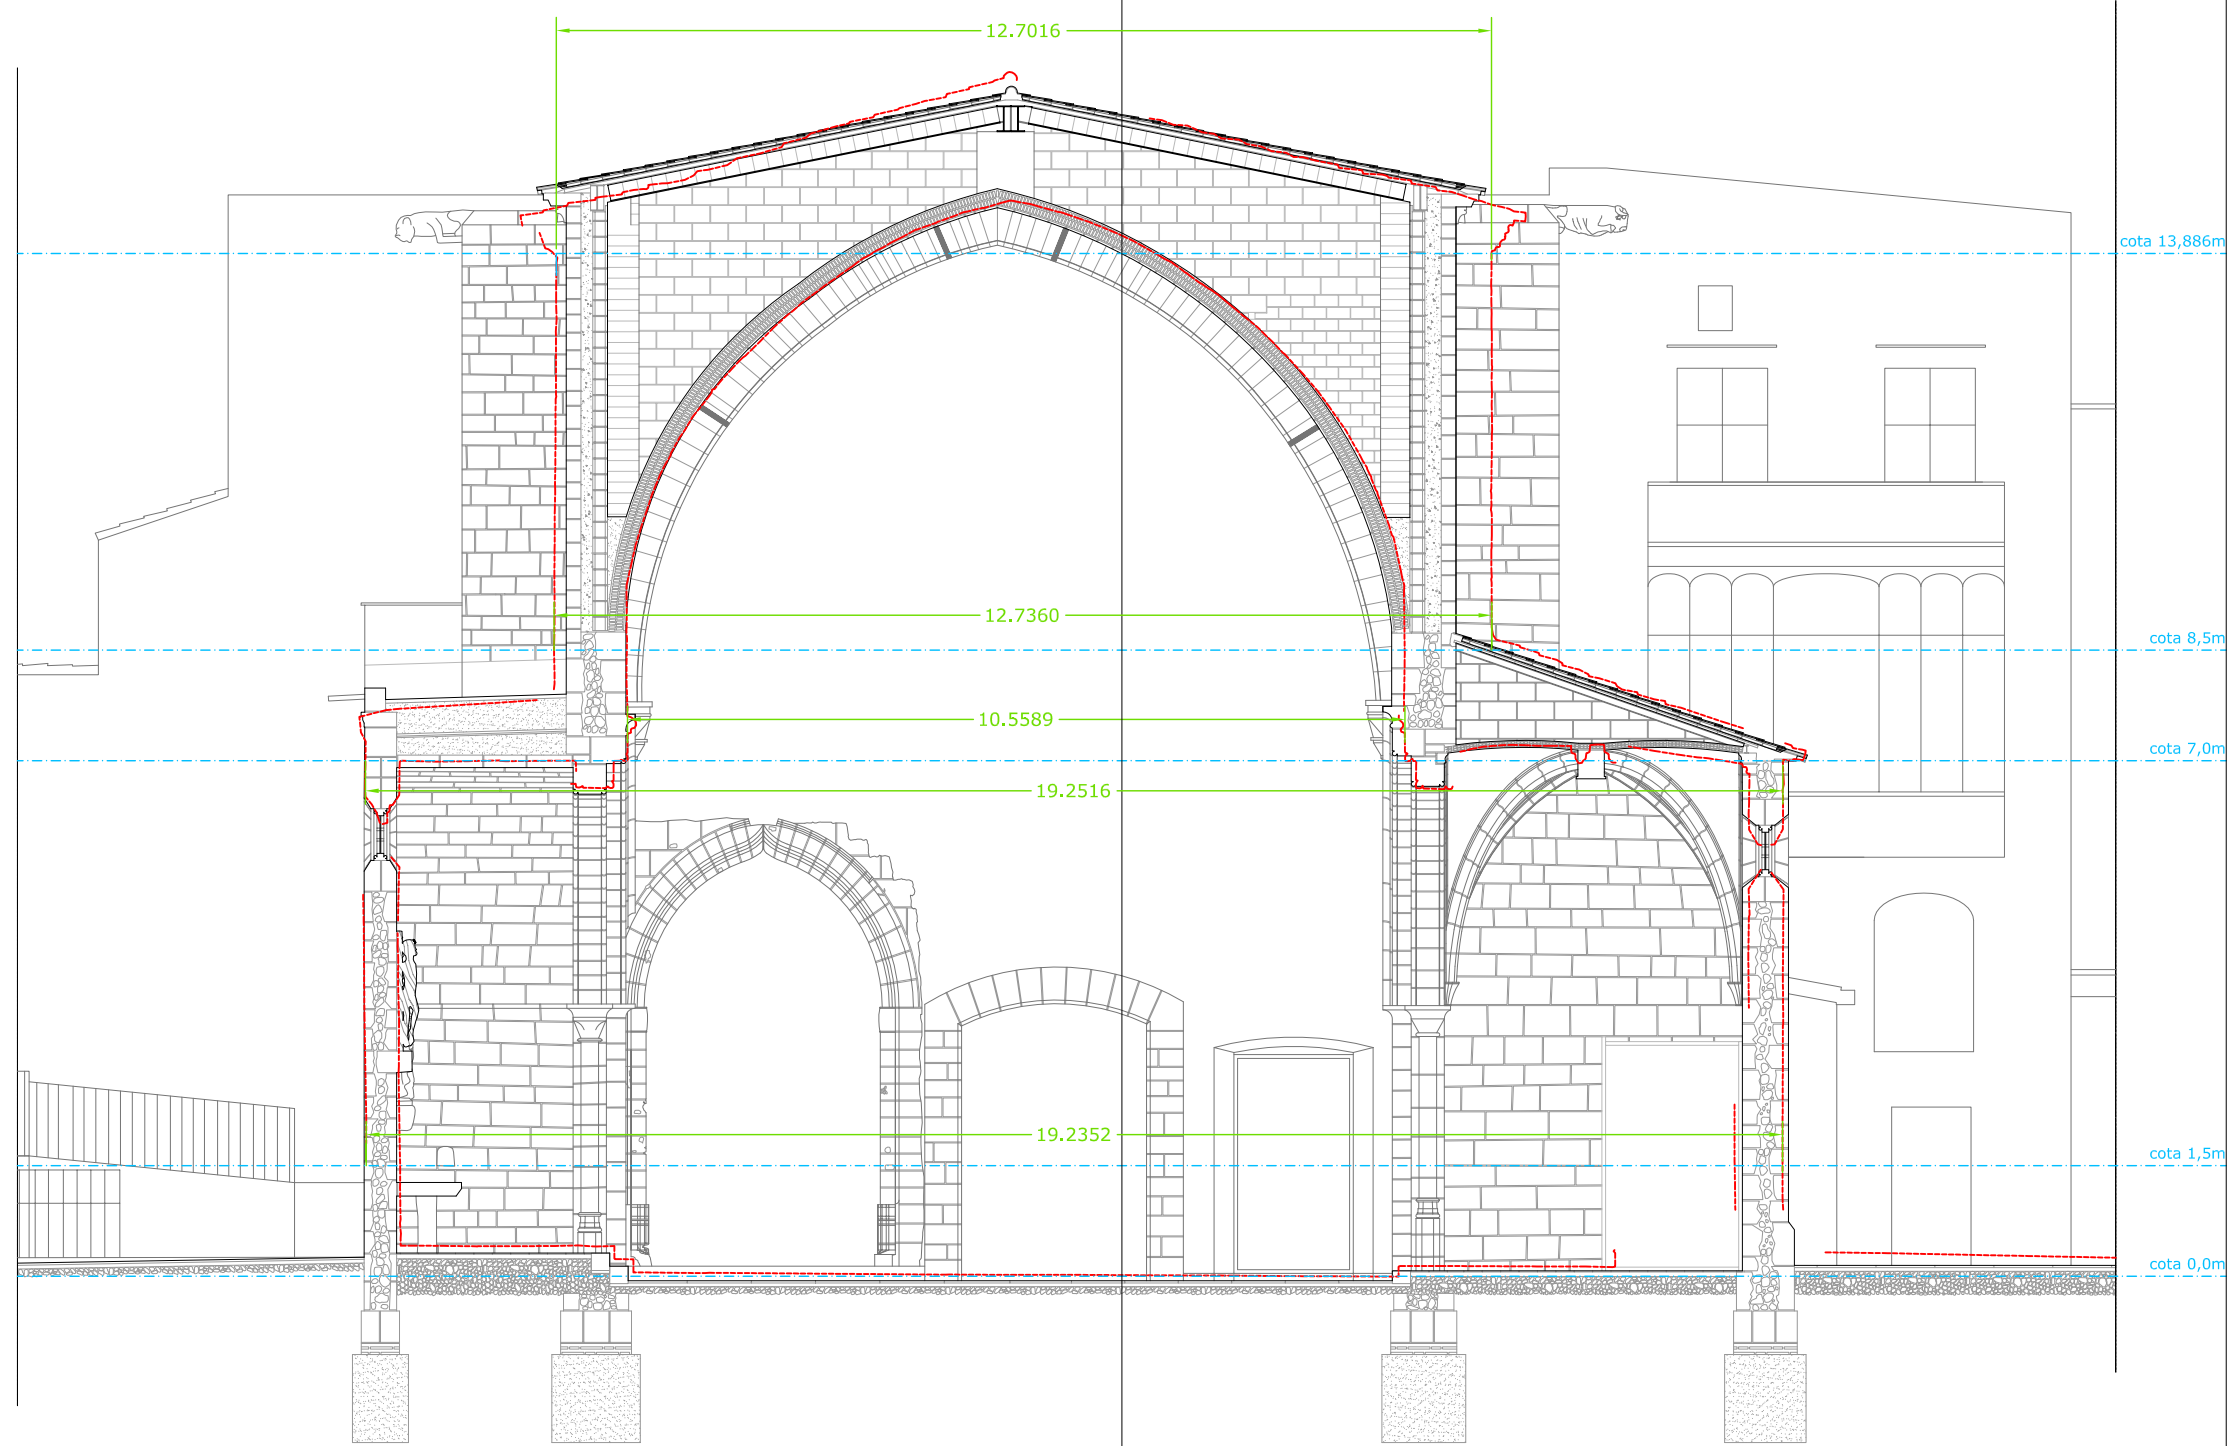 12.7016
cota 13,886m
12.7360
cota 8,5m
10.5589
cota 7,0m
19.2516
19.2352
cota 1,5m
cota 0,0m